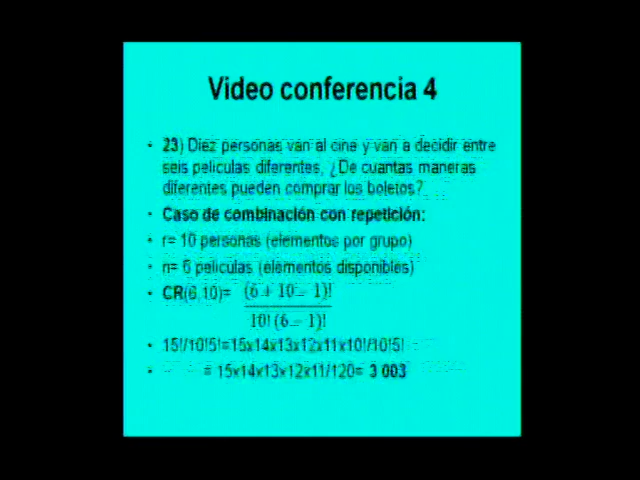 Video conferencia 4
• 23) Diez personas van al cine y van a decidir entre
seis peliculas diferentes, ¿De cuantas maneras
diferentes pueden comprar los boletos?
• Caso de combinación con repetición:
• r= 10 personas (elementos por grupo)
• n= 6 peliculas (elementos disponibles)
• CR(6,10)= (6 + 10 − 1)!
10! (6 − 1)!
• 15!/10!5!=15x14x13x12x11x10!/10!5!
• = 15x14x13x12x11/120= 3 003